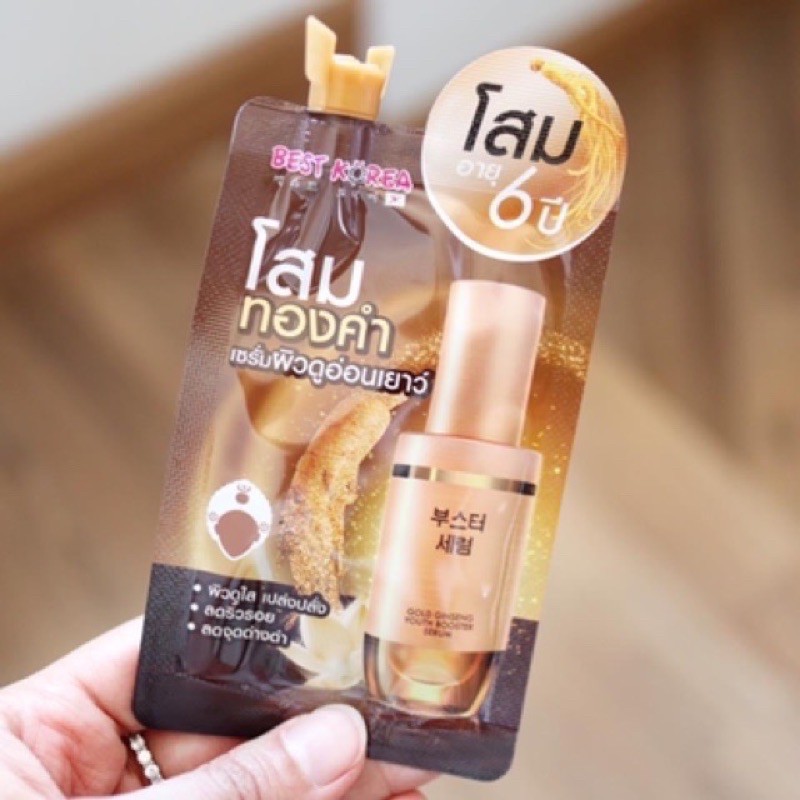 โสม
อายุ
6 ปี
BEST KOREA
โสม
ทองคำ
เซรั่มผิวดูอ่อนเยาว์
부스터
세럼
GOLD GINSENG
YOUTH BOOSTER
SERUM
• ผิวดูใส เปล่งปลั่ง
• ลดริ้วรอย
• ลดจุดด่างดำ